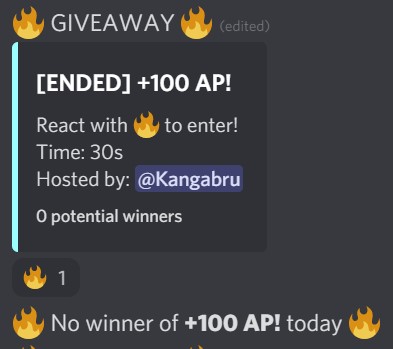 🔥 GIVEAWAY 🔥 (edited)
[ENDED] +100 AP!
React with 🔥 to enter!
Time: 30s
Hosted by: @Kangabru
0 potential winners
🔥 1
🔥 No winner of +100 AP! today 🔥